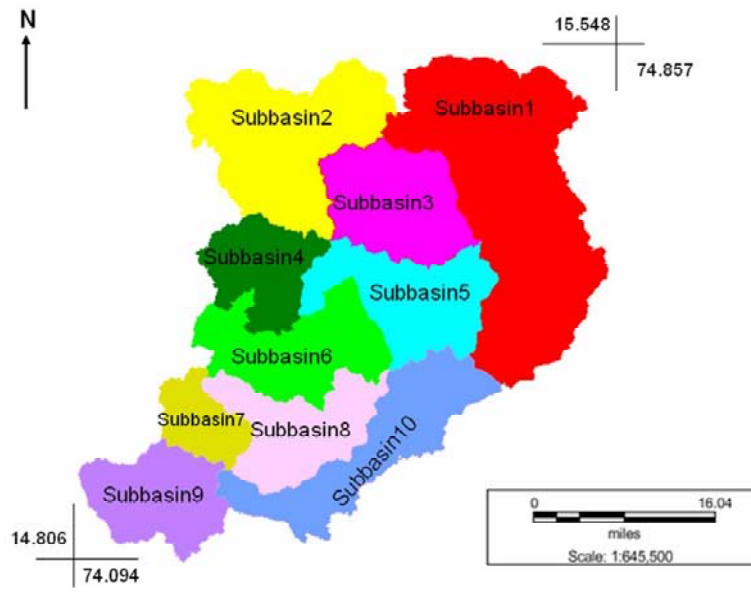 N
15.548
74.857
Subbasin2
Subbasin1
Subbasin3
Subbasin4
Subbasin5
Subbasin6
Subbasin7
Subbasin8
Subbasin10
Subbasin9
0 16.04
miles
Scale: 1:645,500
14.806
74.094